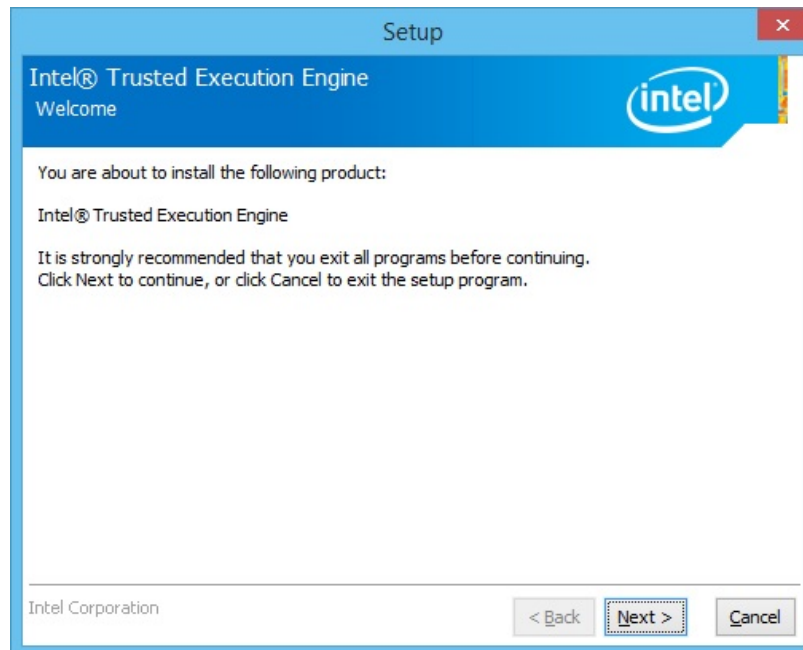 Setup
Intel® Trusted Execution Engine
Welcome
intel
You are about to install the following product:
Intel® Trusted Execution Engine
It is strongly recommended that you exit all programs before continuing.
Click Next to continue, or click Cancel to exit the setup program.
Intel Corporation
< Back Next > Cancel